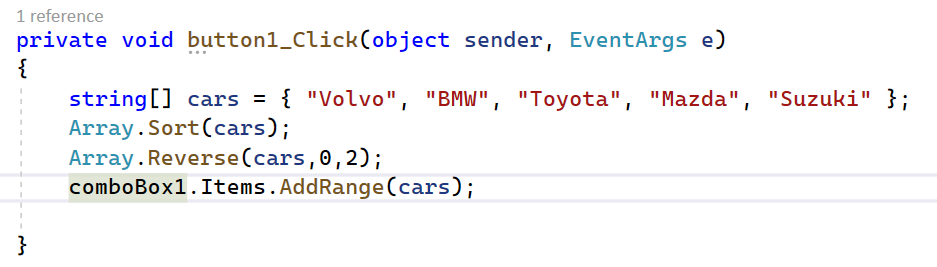 1 reference
private void button1_Click(object sender, EventArgs e)
{
string[] cars = { "Volvo", "BMW", "Toyota", "Mazda", "Suzuki" };
Array.Sort(cars);
Array.Reverse(cars,0,2);
comboBox1.Items.AddRange(cars);
}